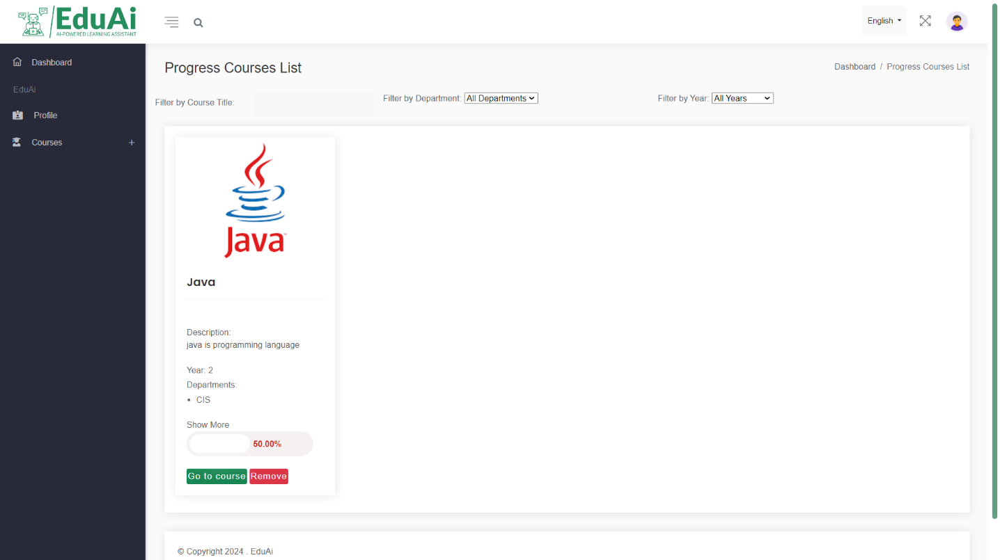 EduAi
AI-POWERED LEARNING ASSISTANT
English
Dashboard
EduAi
Profile
Courses
Progress Courses List
Dashboard / Progress Courses List
Filter by Course Title:
Filter by Department: All Departments
Filter by Year: All Years
Java
Java
Description:
java is programming language
Year: 2
Departments:
• CIS
Show More
50.00%
Go to course Remove
© Copyright 2024 . EduAi